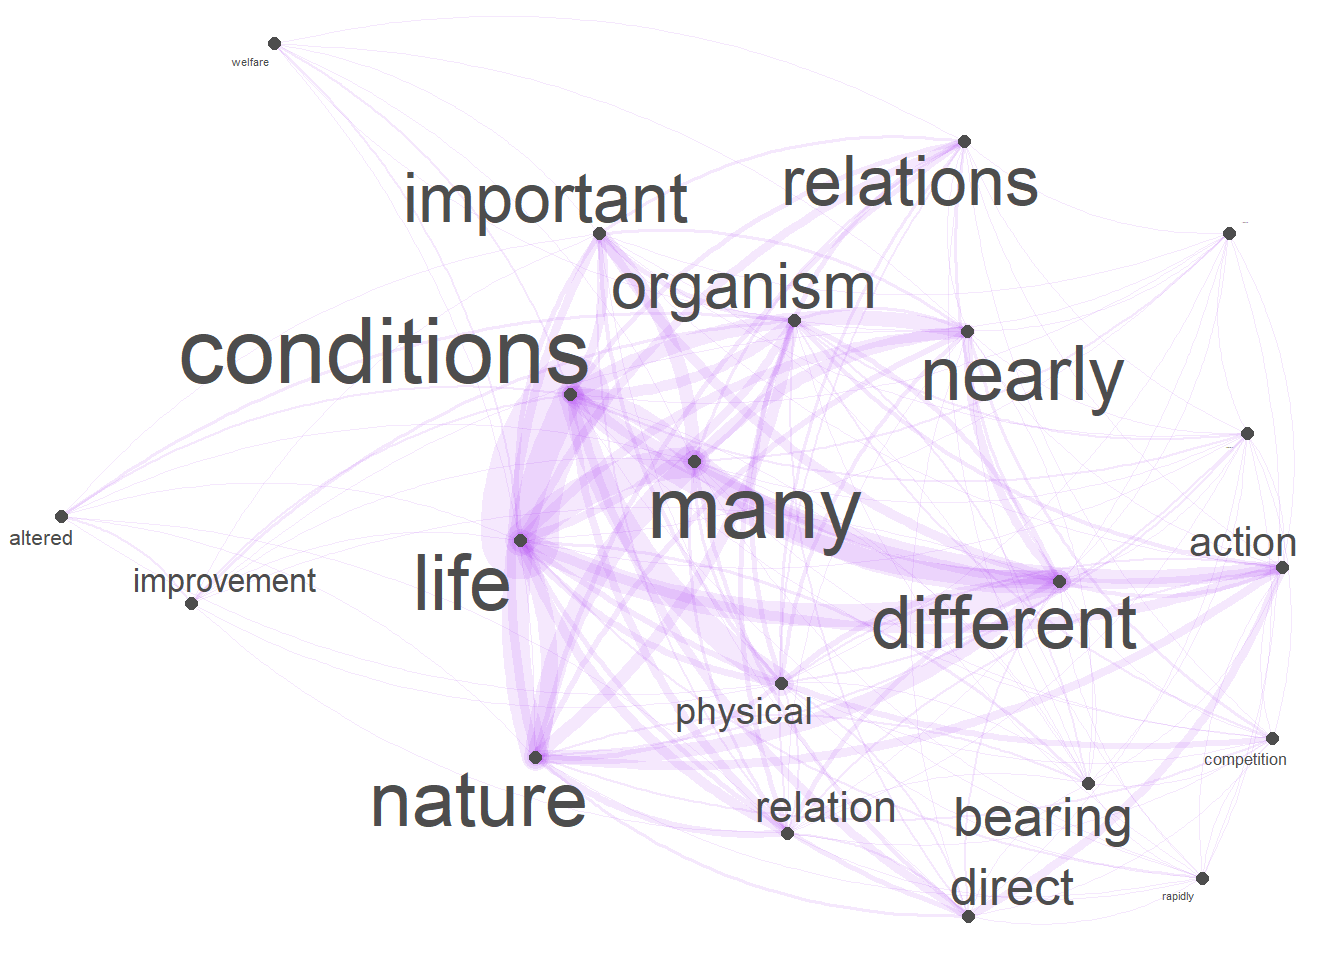 welfare
relations
important
organism
conditions
nearly
many
altered
action
improvement
life
different
physical
competition
nature
relation
bearing
direct
rapidly